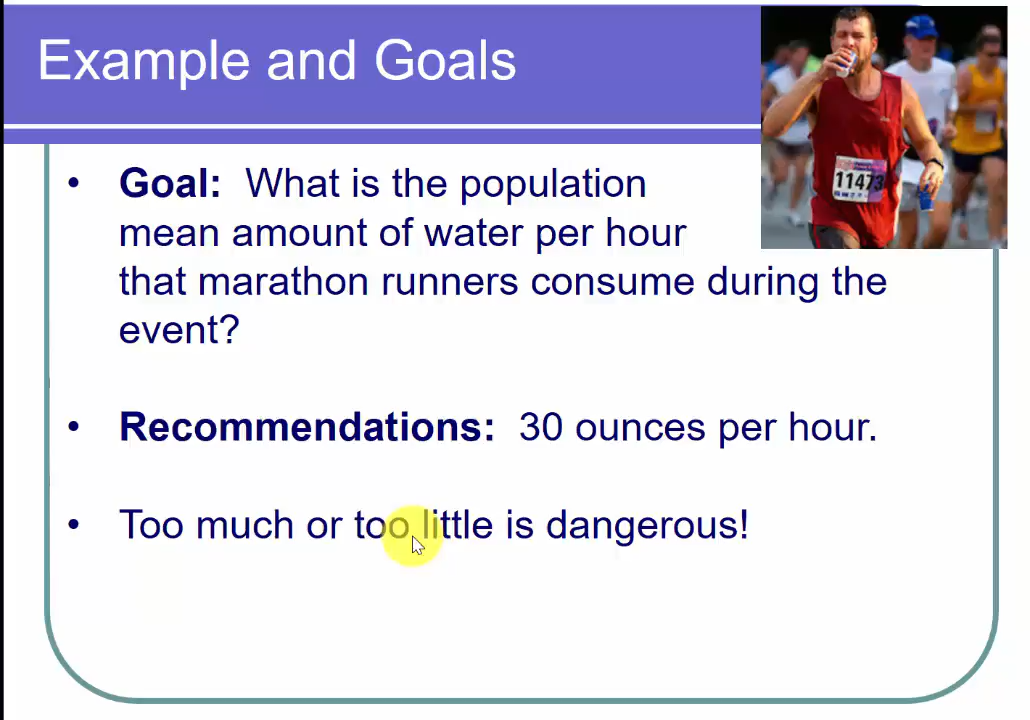 Example and Goals
11473
• Goal: What is the population
mean amount of water per hour
that marathon runners consume during the
event?
• Recommendations: 30 ounces per hour.
• Too much or too little is dangerous!